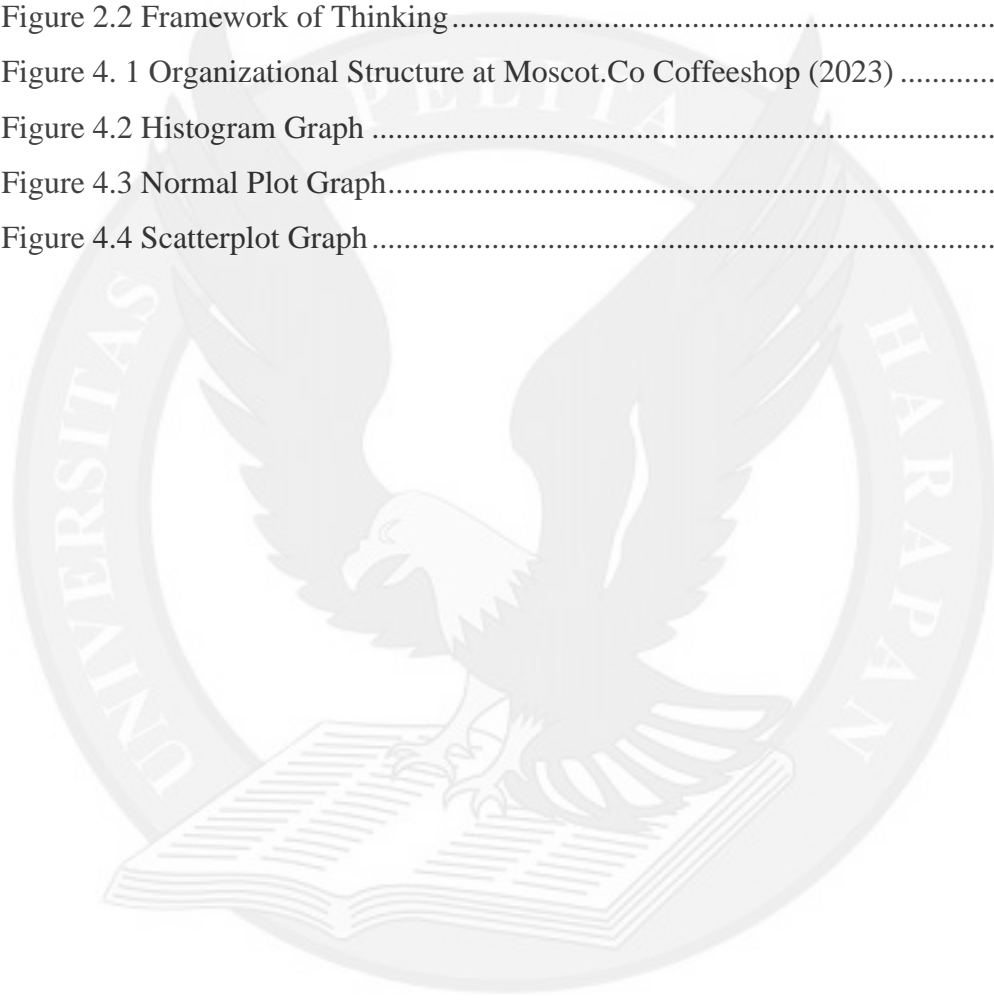 Figure 2.2 Framework of Thinking......................................................................
Figure 4. 1 Organizational Structure at Moscot.Co Coffeeshop (2023) ............
Figure 4.2 Histogram Graph ................................................................................
Figure 4.3 Normal Plot Graph..............................................................................
Figure 4.4 Scatterplot Graph ................................................................................
UNIVERSITAS PELITA HARAPAN